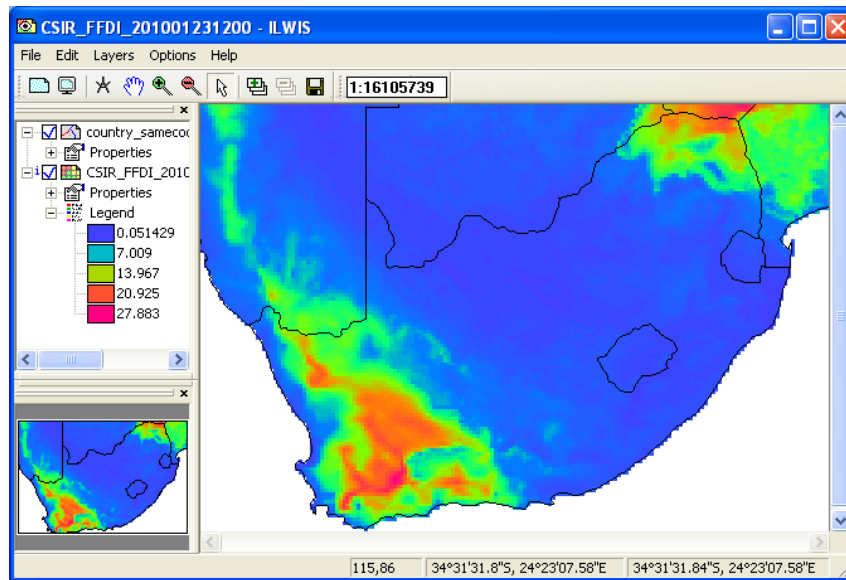 CSIR_FFDI_201001231200 - ILWIS
File Edit Layers Options Help
1:16105739
country_samecoo
Properties
CSIR_FFDI_2010
Properties
Legend
0.051429
7.009
13.967
20.925
27.883
115,86 34°31'31.8"S, 24°23'07.58"E 34°31'31.84"S, 24°23'07.58"E